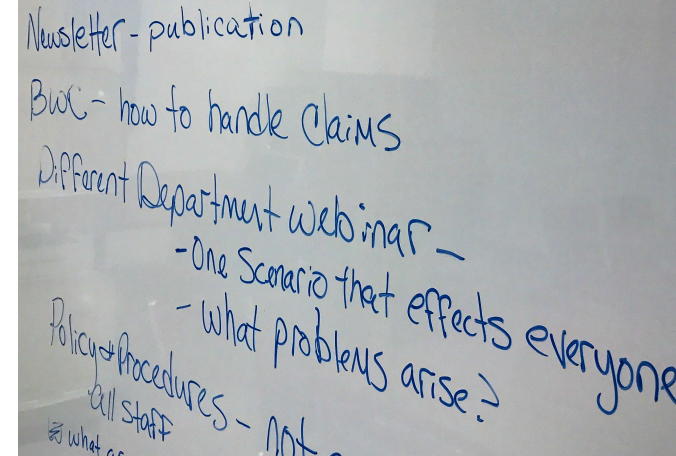 Newsletter - publication
BWC - how to handle Claims
Different Department webinar -
- One Scenario that effects everyone
- what problems arise?
Policy & Procedures - not
all staff
what